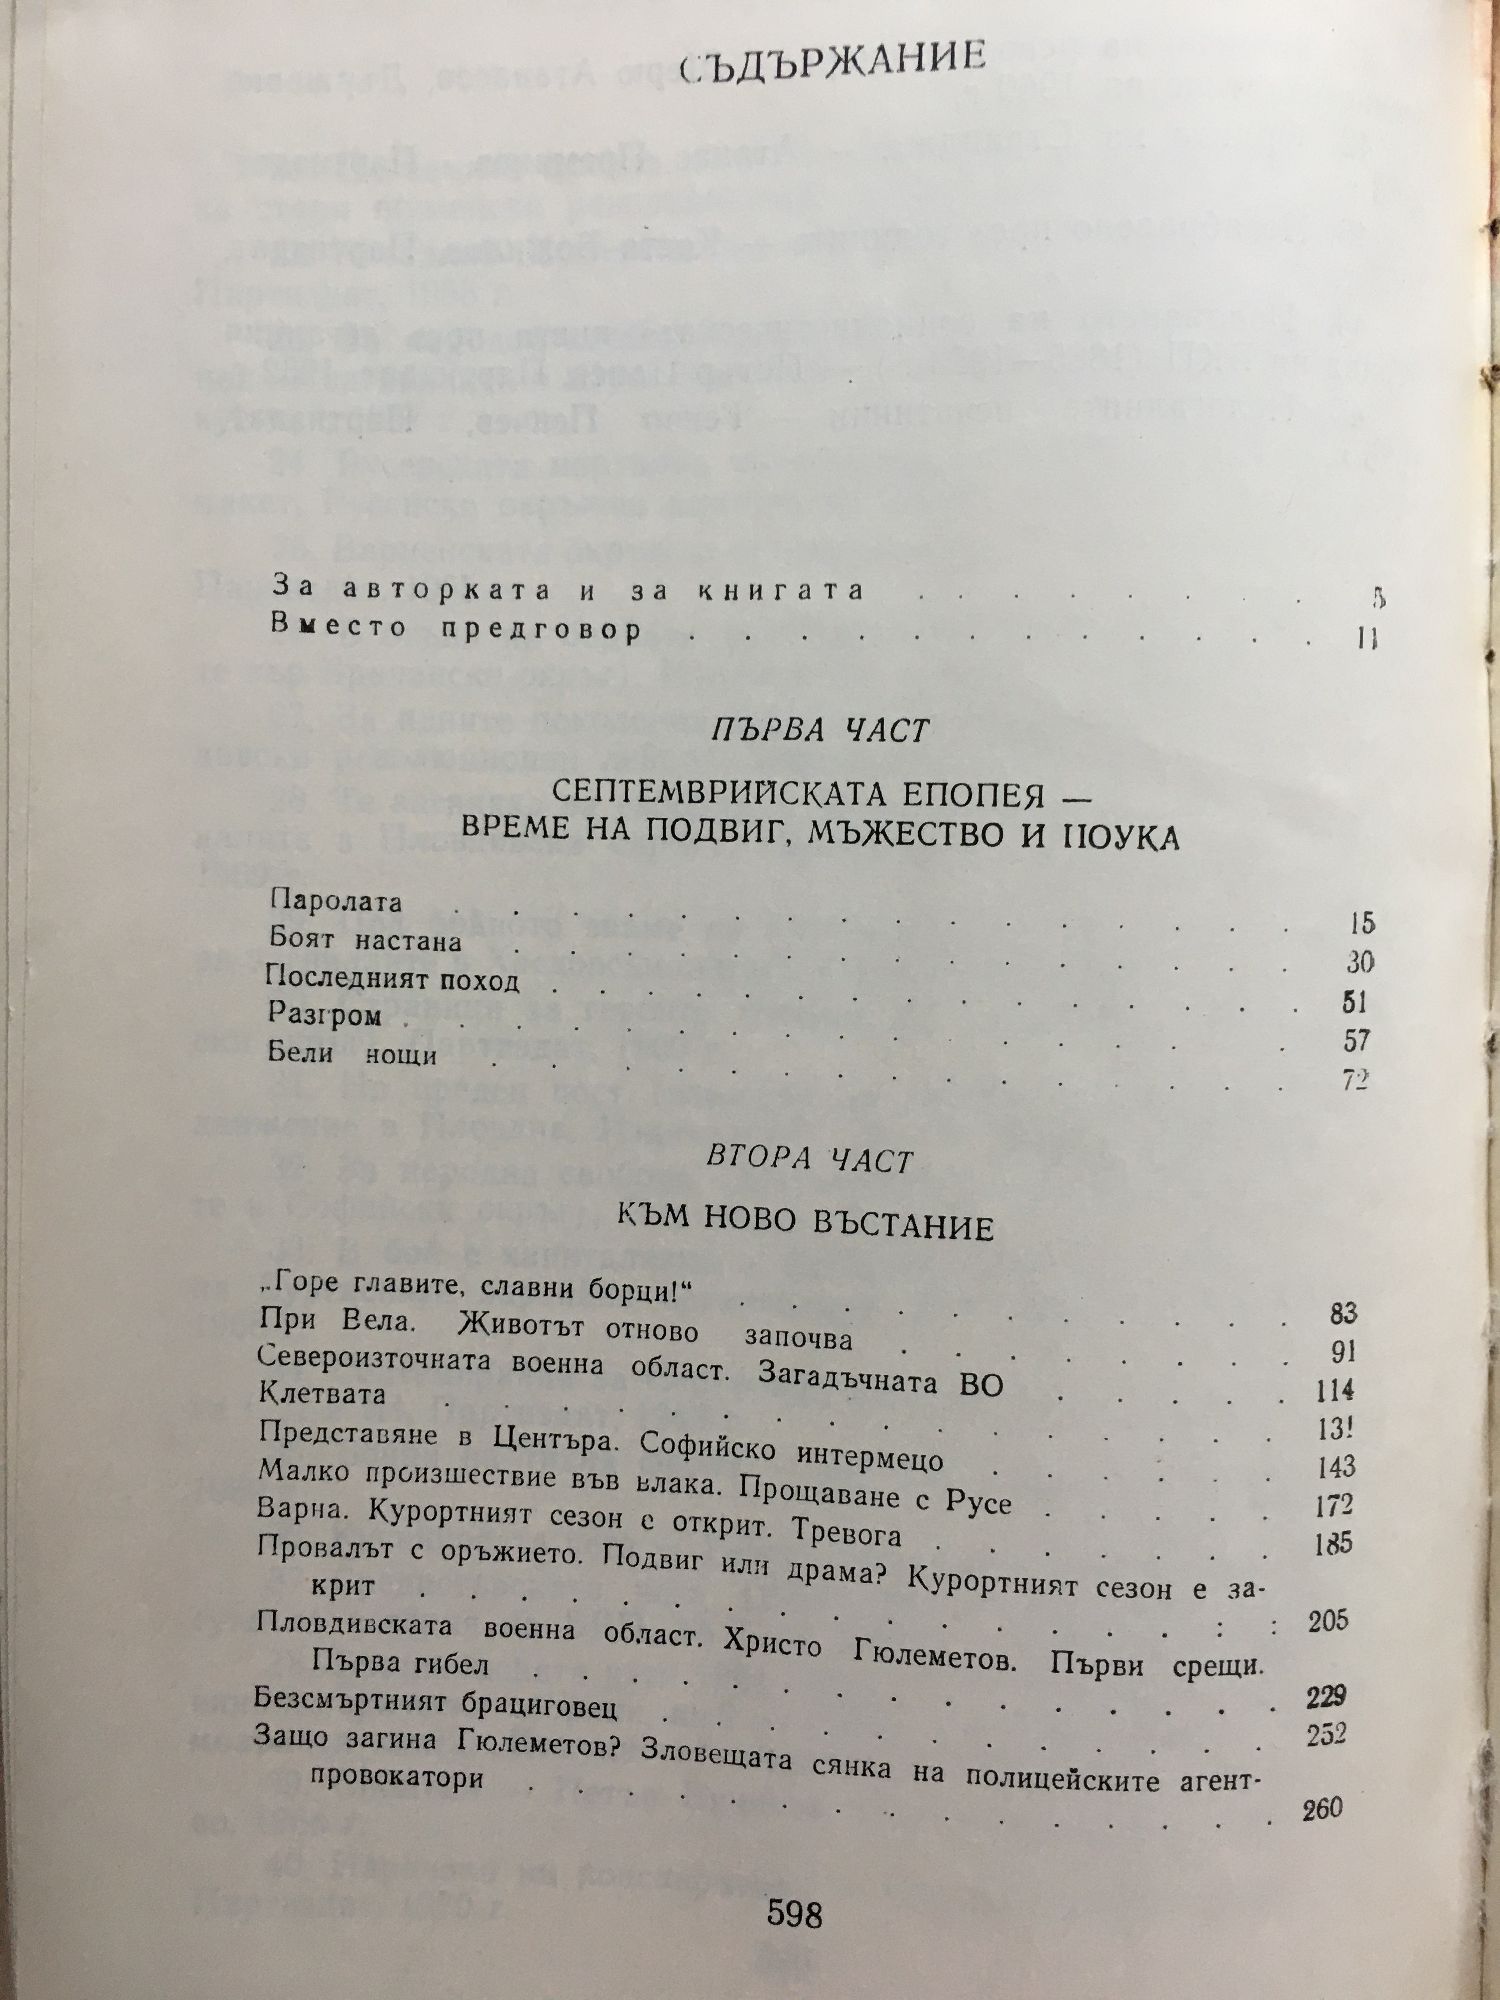 СЪДЪРЖАНИЕ
За авторката и за книгата . . . . . . . . 5
Вместо предговор . . . . . . . . . . . . 11
ПЪРВА ЧАСТ
СЕПТЕМВРИЙСКАТА ЕПОПЕЯ —
ВРЕМЕ НА ПОДВИГ, МЪЖЕСТВО И ПОУКА
Паролата . . . . . . . . . . . . . . . . 15
Боят настана . . . . . . . . . . . . . . 30
Последният поход . . . . . . . . . . . . . . 51
Разгром . . . . . . . . . . . . . . . . 57
Бели нощи . . . . . . . . . . . . . . . 72
ВТОРА ЧАСТ
КЪМ НОВО ВЪСТАНИЕ
„Горе главите, славни борци!“ . . . . . . . . . . . 83
При Вела. Животът отново започва . . . . . . . . 91
Североизточната военна област. Загадъчната ВО . . . . . 114
Клетвата . . . . . . . . . . . . . . . . 131
Представяне в Центъра. Софийско интермецо . . . . . . 143
Малко произшествие във влака. Прощаване с Русе . . . . . 172
Варна. Курортният сезон е открит. Тревога . . . . . . . 185
Провалът с оръжието. Подвиг или драма? Курортният сезон е за-
крит . . . . . . . . . . . . . . . : : 205
Пловдивската военна област. Христо Гюлеметов. Първи срещи.
Първа гибел . . . . . . . . . . . . . . 229
Безсмъртният брациговец . . . . . . . . . . . . 252
Защо загина Гюлеметов? Зловещата сянка на полицейските агент-
провокатори . . . . . . . . . . . . . . 260
598